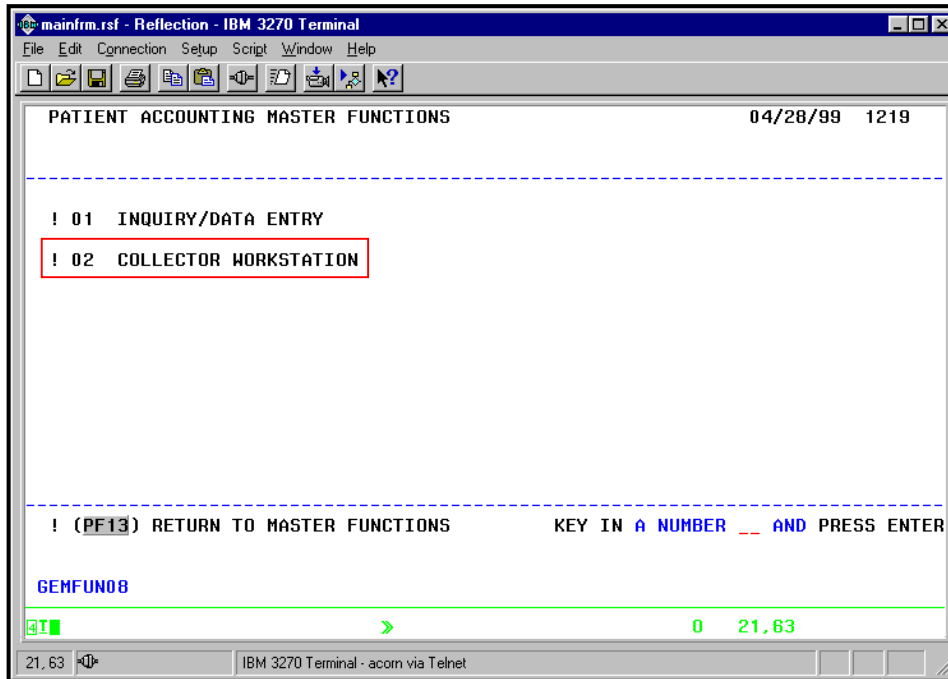 mainfrm.rsf - Reflection - IBM 3270 Terminal
File Edit Connection Setup Script Window Help
PATIENT ACCOUNTING MASTER FUNCTIONS 04/28/99 1219
! 01 INQUIRY/DATA ENTRY
! 02 COLLECTOR WORKSTATION
! (PF13) RETURN TO MASTER FUNCTIONS KEY IN A NUMBER __ AND PRESS ENTER
GEMFUN08
4I » 0 21,63
21, 63 IBM 3270 Terminal - acorn via Telnet